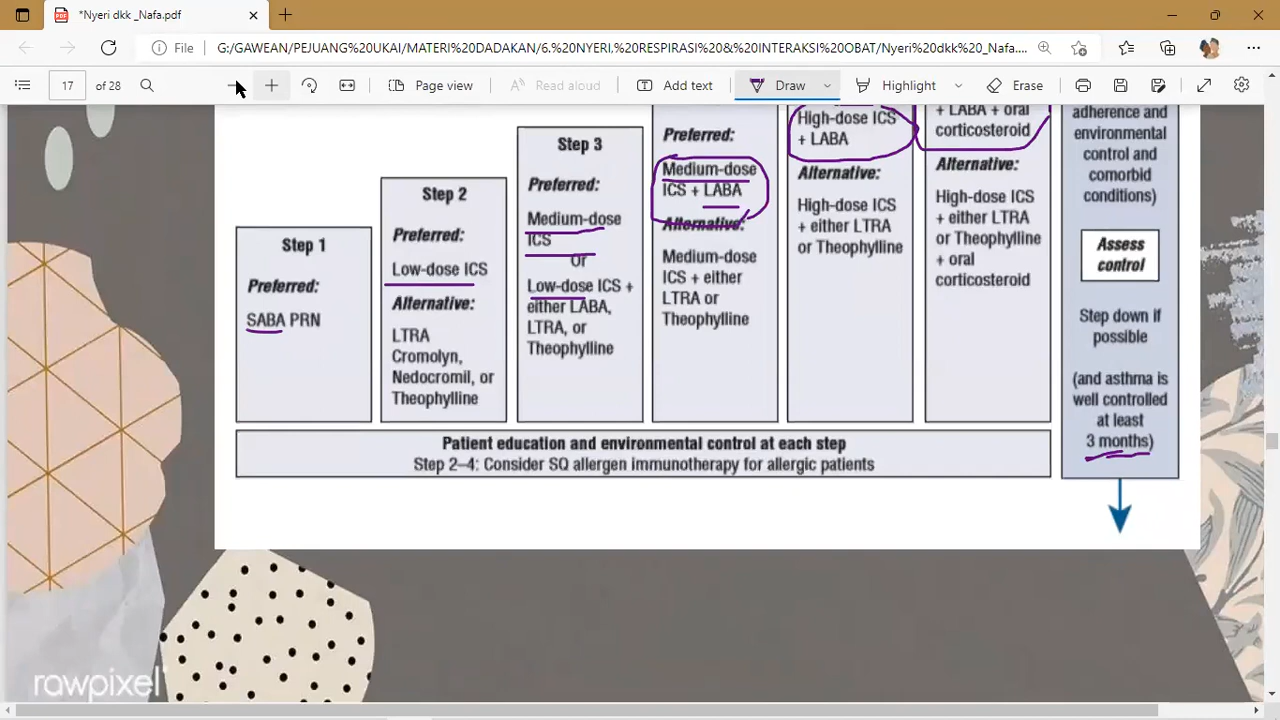 *Nyeri dkk _Nafa.pdf
File
G:/GAWEAN/PEJUANG%20UKAI/MATERI%20DADAKAN/6.%20NYERI.%20RESPIRASI%20&%20INTERAKSI%20OBAT/Nyeri%20dkk%20_Nafa....
17
of 28
Page view
Read aloud
Add text
Draw
Highlight
Erase
Step 1
Preferred:
SABA PRN
Step 2
Preferred:
Low-dose ICS
Alternative:
LTRA
Cromolyn,
Nedocromil, or
Theophylline
Step 3
Preferred:
Medium-dose
ICS
or
Low-dose ICS +
either LABA,
LTRA, or
Theophylline
Preferred:
Medium-dose
ICS + LABA
Alternative:
Medium-dose
ICS + either
LTRA or
Theophylline
High-dose ICS
+ LABA
Alternative:
High-dose ICS
+ either LTRA
or Theophylline
+ LABA + oral
corticosteroid
Alternative:
High-dose ICS
+ either LTRA
or Theophylline
+ oral
corticosteroid
adherence and
environmental
control and
comorbid
conditions)
Assess
control
Step down if
possible
(and asthma is
well controlled
at least
3 months)
Patient education and environmental control at each step
Step 2–4: Consider SQ allergen immunotherapy for allergic patients
rawpixel